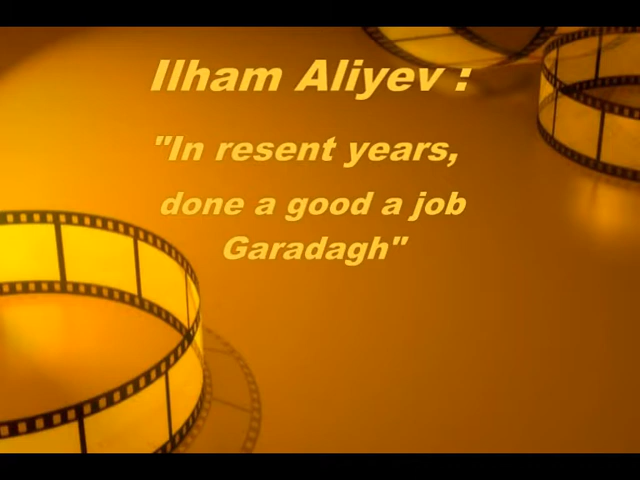 Ilham Aliyev :
"In resent years,
done a good a job
Garadagh"